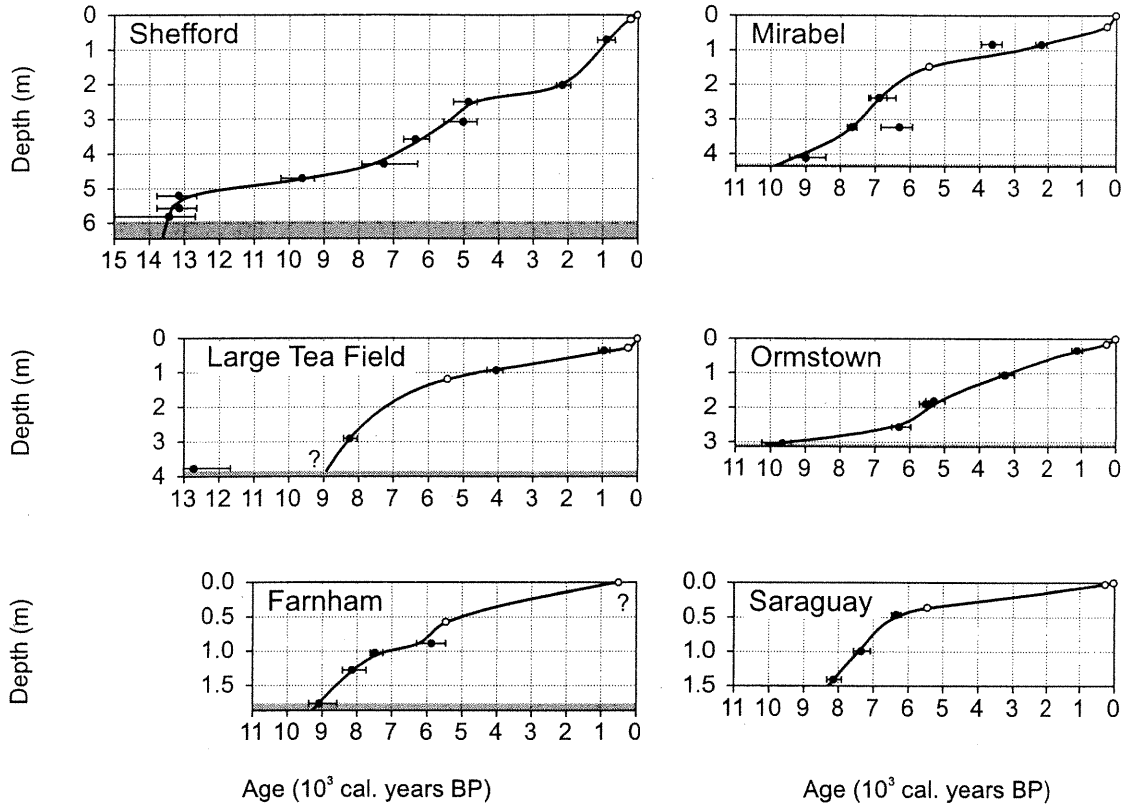 Shefford
Depth (m)
0
1
2
3
4
5
6
15 14 13 12 11 10 9 8 7 6 5 4 3 2 1 0
Mirabel
0
1
2
3
4
11 10 9 8 7 6 5 4 3 2 1 0
Large Tea Field
Depth (m)
0
1
2
3
4
?
13 12 11 10 9 8 7 6 5 4 3 2 1 0
Ormstown
0
1
2
3
11 10 9 8 7 6 5 4 3 2 1 0
Farnham
Depth (m)
0.0
0.5
1.0
1.5
?
11 10 9 8 7 6 5 4 3 2 1 0
Age (10³ cal. years BP)
Saraguay
0.0
0.5
1.0
1.5
11 10 9 8 7 6 5 4 3 2 1 0
Age (10³ cal. years BP)